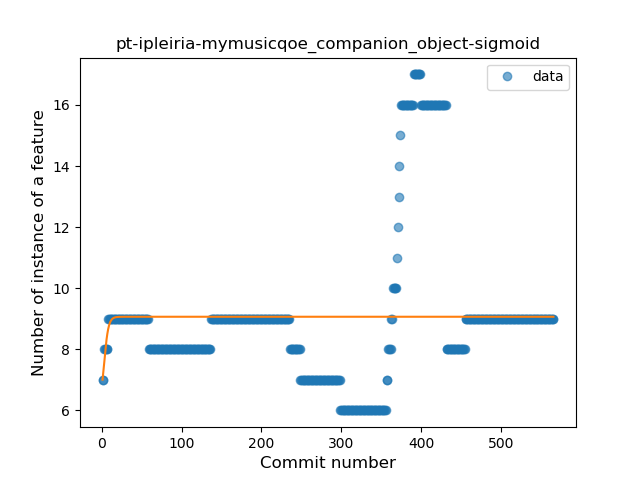 pt-ipleiria-mymusicqoe_companion_object-sigmoid
data
Number of instance of a feature
16
14
12
10
8
6
0 100 200 300 400 500
Commit number